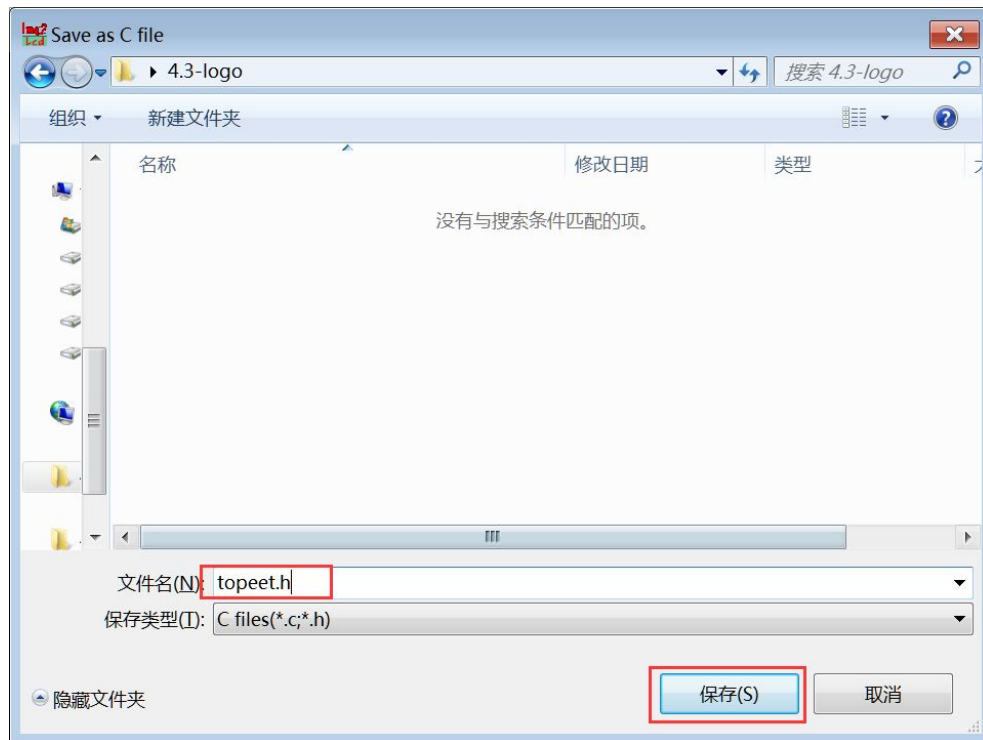 Img2 Lcd Save as C file
4.3-logo 搜索 4.3-logo
组织 新建文件夹
名称 修改日期 类型
没有与搜索条件匹配的项。
文件名(N): topeet.h
保存类型(T): C files(*.c;*.h)
隐藏文件夹 保存(S) 取消